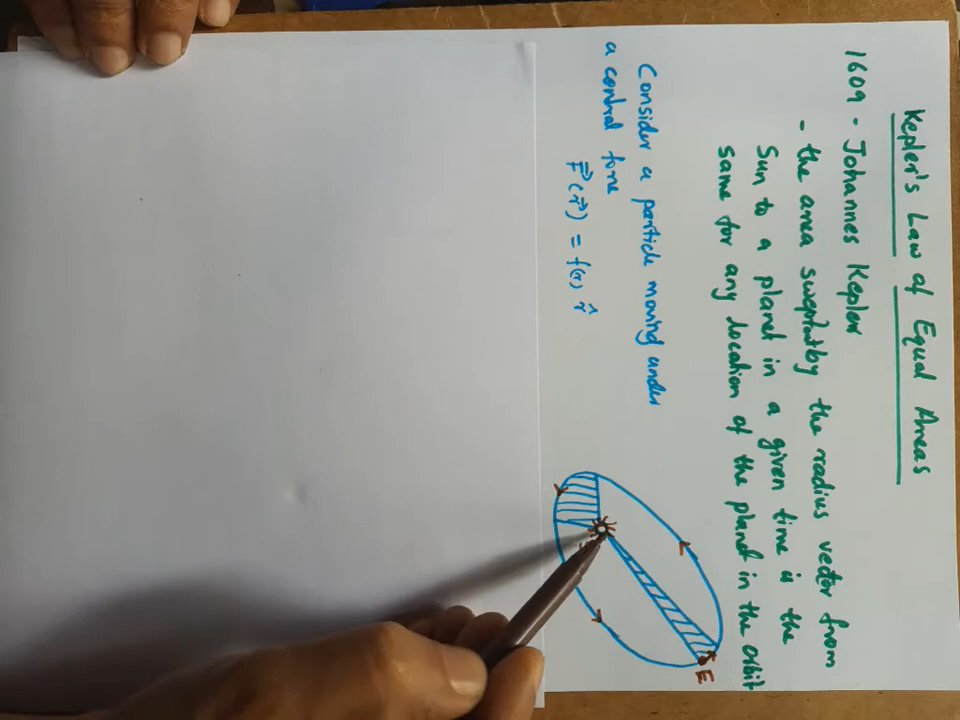 Kepler's Law of Equal Areas
1609 - Johannes Kepler
- the area swept by the radius vector from
Sun to a planet in a given time is the
same for any location of the planet in the orbit
Consider a particle moving under
a central force
F⃗(r⃗) = f(r) r̂
E